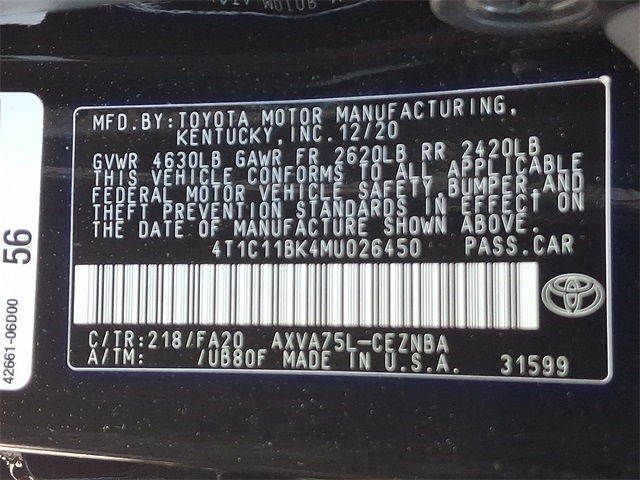 MFD.BY:TOYOTA MOTOR MANUFACTURING,
KENTUCKY,INC.12/20
GVWR 4630LB GAWR FR 2620LB RR 2420LB
THIS VEHICLE CONFORMS TO ALL APPLICABLE
FEDERAL MOTOR VEHICLE SAFETY,BUMPER,AND
THEFT PREVENTION STANDARDS IN EFFECT ON
THE DATE OF MANUFACTURE SHOWN ABOVE.
4T1C11BK4MU026450 PASS.CAR
C/TR:218/FA20 AXVA75L-CEZNBA
A/TM: /UB80F MADE IN U.S.A. 31599
56
42661-06D00